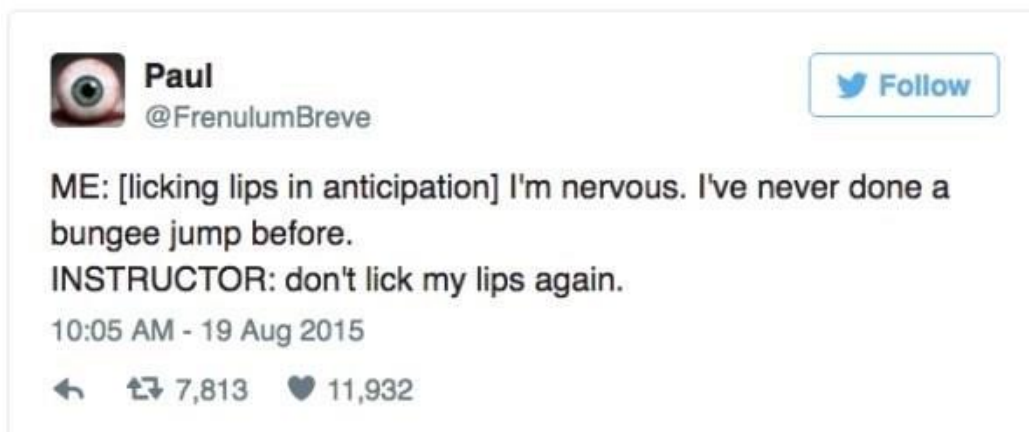 Paul
Follow
@FrenulumBreve
ME: [licking lips in anticipation] I'm nervous. I've never done a
bungee jump before.
INSTRUCTOR: don't lick my lips again.
10:05 AM - 19 Aug 2015
7,813 11,932